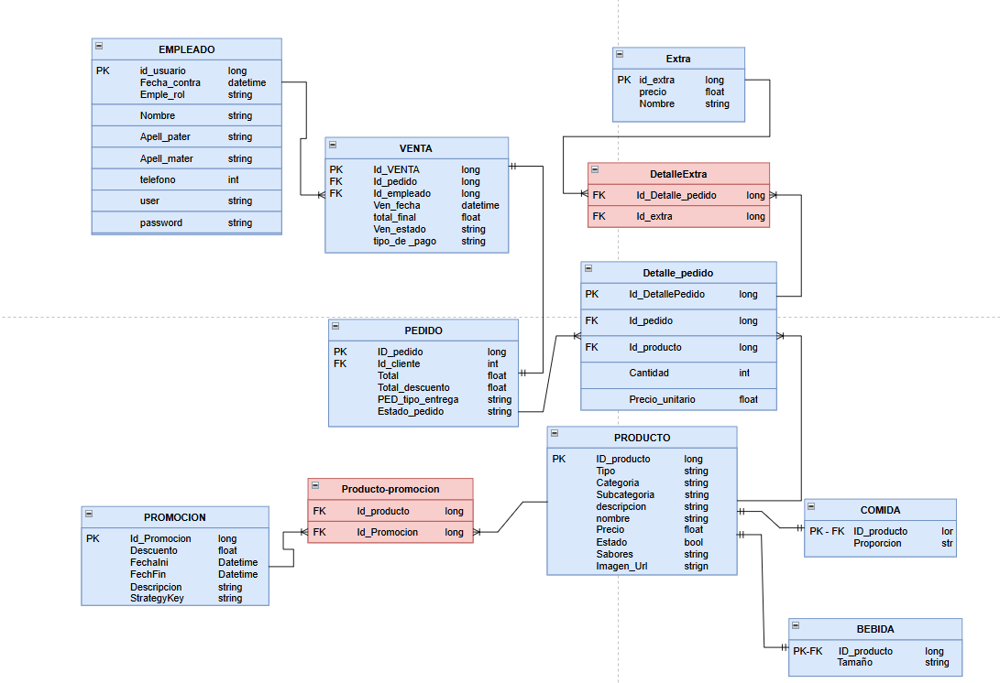 EMPLEADO
PK id_usuario long
Fecha_contra datetime
Emple_rol string
Nombre string
Apell_pater string
Apell_mater string
telefono int
user string
password string
VENTA
PK Id_VENTA long
FK Id_pedido long
FK Id_empleado long
Ven_fecha datetime
total_final float
Ven_estado string
tipo_de _pago string
Extra
PK id_extra long
precio float
Nombre string
DetalleExtra
FK Id_Detalle_pedido long
FK Id_extra long
Detalle_pedido
PK Id_DetallePedido long
FK Id_pedido long
FK Id_producto long
Cantidad int
Precio_unitario float
PEDIDO
PK ID_pedido long
FK Id_cliente int
Total float
Total_descuento float
PED_tipo_entrega string
Estado_pedido string
PRODUCTO
PK ID_producto long
Tipo string
Categoria string
Subcategoria string
descripcion string
nombre string
Precio float
Estado bool
Sabores string
Imagen_Url strign
Producto-promocion
FK Id_producto long
FK Id_Promocion long
PROMOCION
PK Id_Promocion long
Descuento float
FechaIni Datetime
FechFin Datetime
Descripcion string
StrategyKey string
COMIDA
PK - FK ID_producto lor
Proporcion str
BEBIDA
PK-FK ID_producto long
Tamaño string